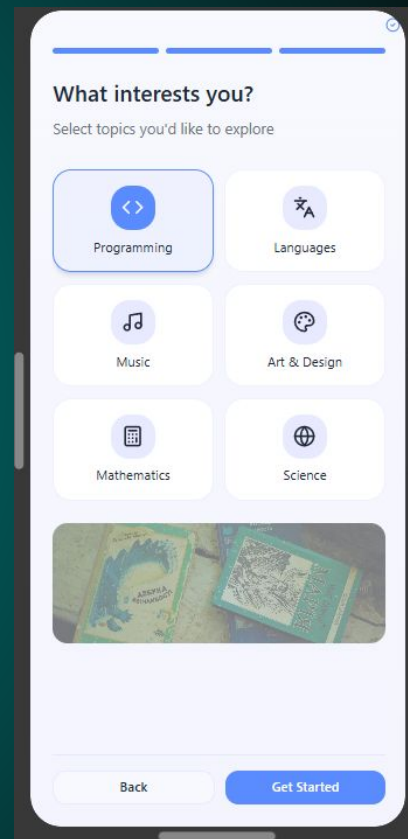 What interests you?
Select topics you'd like to explore
Programming
Languages
Music
Art & Design
Mathematics
Science
АЗБУКА
Back
Get Started